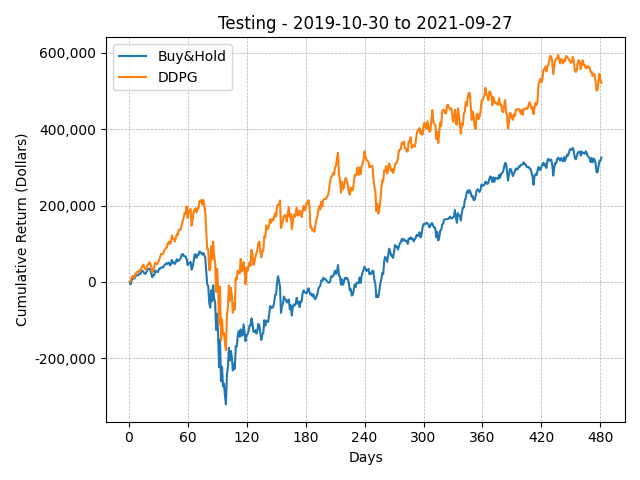 Testing - 2019-10-30 to 2021-09-27
Buy&Hold
DDPG
Cumulative Return (Dollars)
600,000
400,000
200,000
0
-200,000
0 60 120 180 240 300 360 420 480
Days